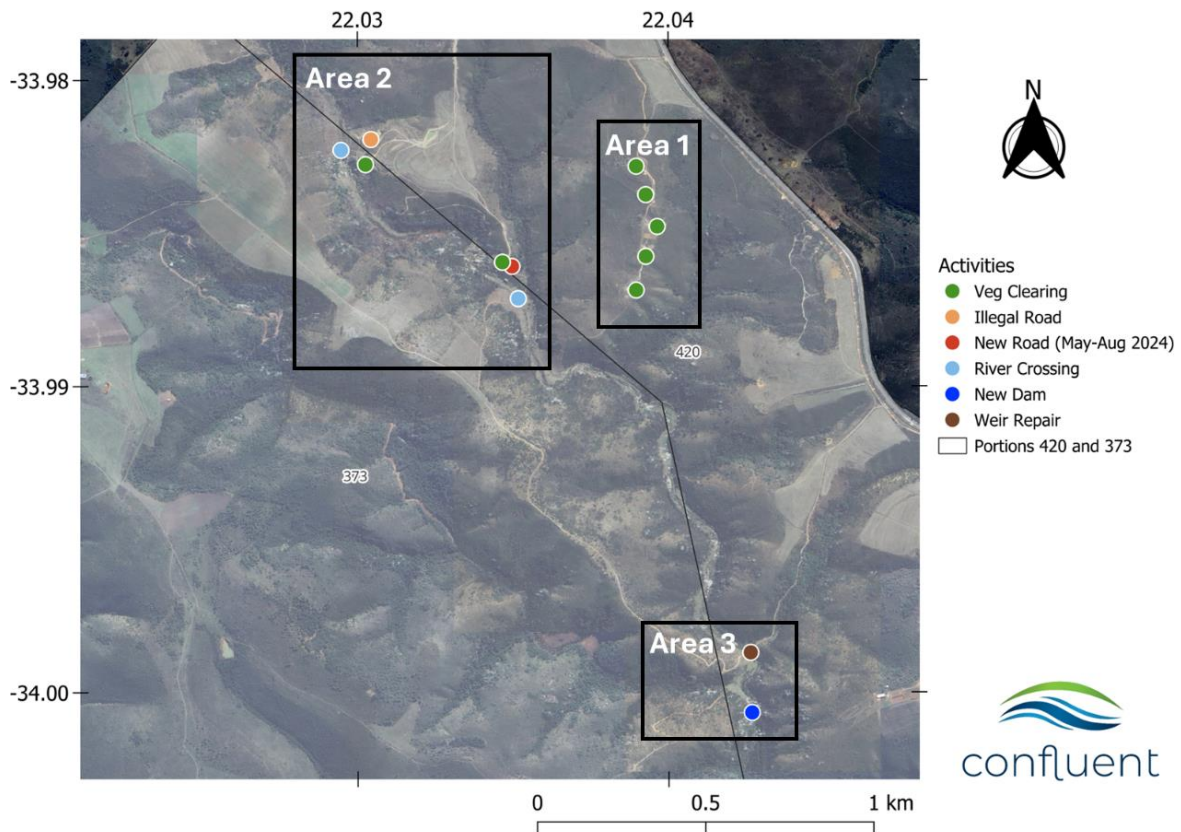 22.03
22.04
-33.98
-33.99
-34.00
Area 2
Area 1
Area 3
420
373
N
Activities
Veg Clearing
Illegal Road
New Road (May-Aug 2024)
River Crossing
New Dam
Weir Repair
Portions 420 and 373
confluent
0 0.5 1 km